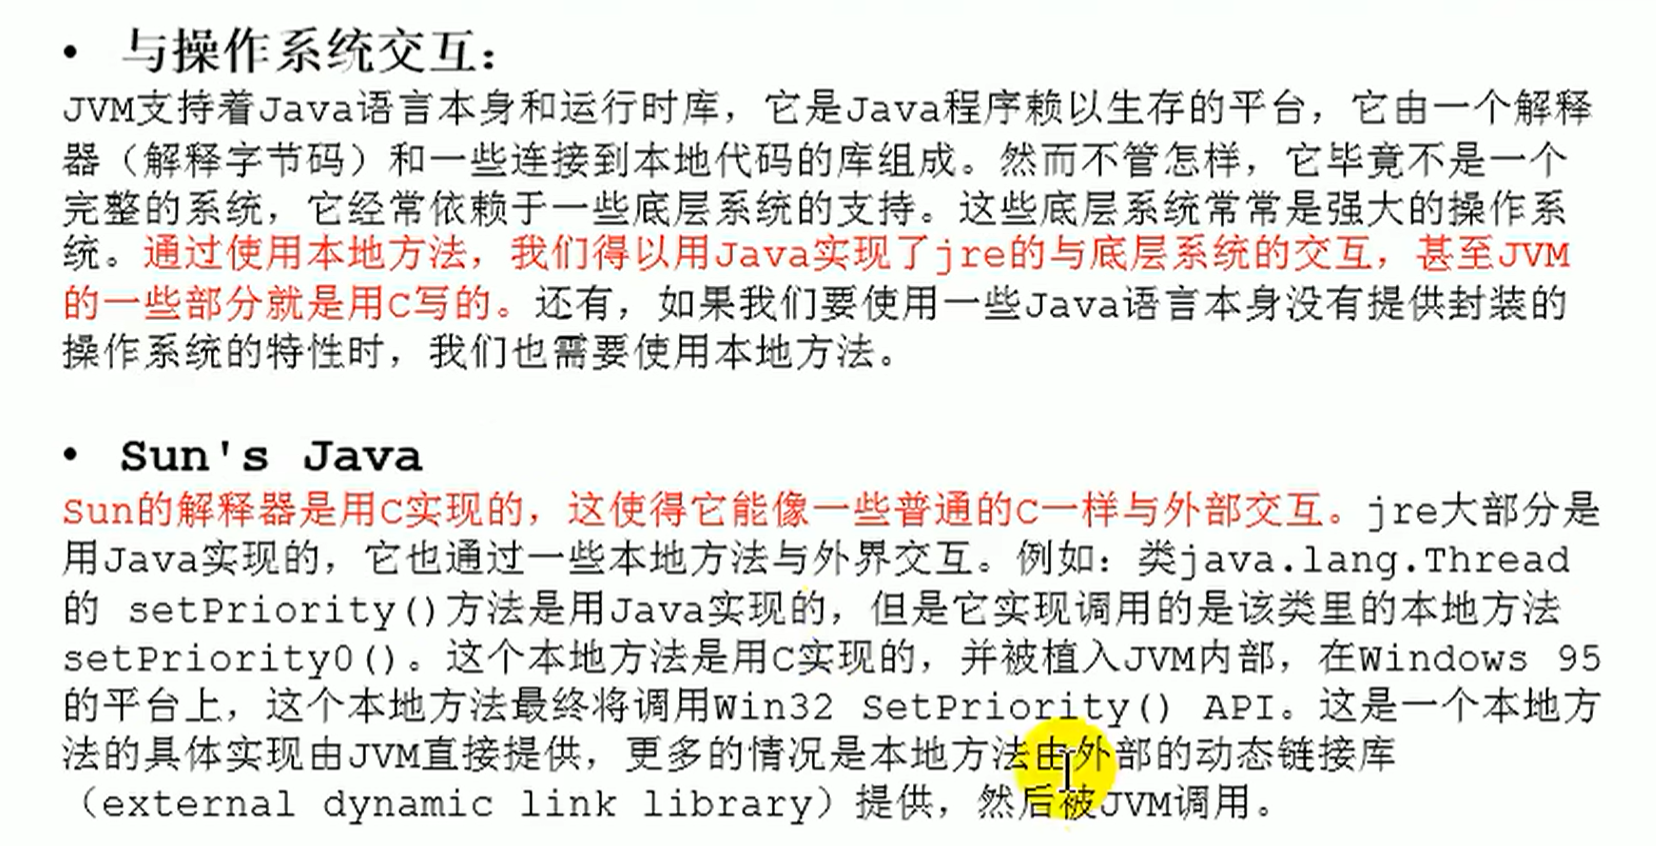 • 与操作系统交互：
JVM支持着Java语言本身和运行时库，它是Java程序赖以生存的平台，它由一个解释
器（解释字节码）和一些连接到本地代码的库组成。然而不管怎样，它毕竟不是一个
完整的系统，它经常依赖于一些底层系统的支持。这些底层系统常常是强大的操作系
统。通过使用本地方法，我们得以用Java实现了jre的与底层系统的交互，甚至JVM
的一些部分就是用C写的。还有，如果我们要使用一些Java语言本身没有提供封装的
操作系统的特性时，我们也需要使用本地方法。
• Sun's Java
Sun的解释器是用C实现的，这使得它能像一些普通的C一样与外部交互。jre大部分是
用Java实现的，它也通过一些本地方法与外界交互。例如：类java.lang.Thread
的 setPriority()方法是用Java实现的，但是它实现调用的是该类里的本地方法
setPriority0()。这个本地方法是用C实现的，并被植入JVM内部，在Windows 95
的平台上，这个本地方法最终将调用Win32 SetPriority() API。这是一个本地方
法的具体实现由JVM直接提供，更多的情况是本地方法由外部的动态链接库
（external dynamic link library）提供，然后被JVM调用。